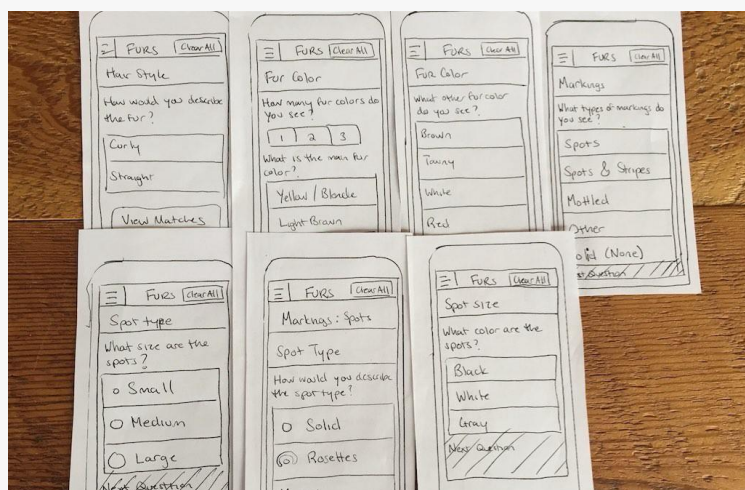 FURS Clear All
Hair Style
How would you describe
the fur?
Curly
Straight
View Matches
FURS Clear All
Fur Color
How many fur colors do
you see?
1 2 3
What is the main fur
color?
Yellow / Blonde
Light Brown
FURS Clear All
Fur Color
What other fur color
do you see?
Brown
Tawny
White
Red
FURS Clear All
Markings
What types of markings do
you see?
Spots
Spots & Stripes
Mottled
Other
(None)
Question
FURS Clear All
Spot type
What size are the
spots?
Small
Medium
Large
Next Question
FURS Clear All
Markings: Spots
Spot Type
How would you describe
the spot type?
Solid
Rosettes
FURS Clear All
Spot size
What color are the
spots?
Black
White
Gray
Next Question